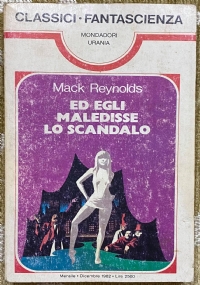 CLASSICI • FANTASCIENZA
MONDADORI
URANIA
Mack Reynolds
ED EGLI
MALEDISSE
LO SCANDALO
Mensile • Dicembre 1982 • Lire 2500